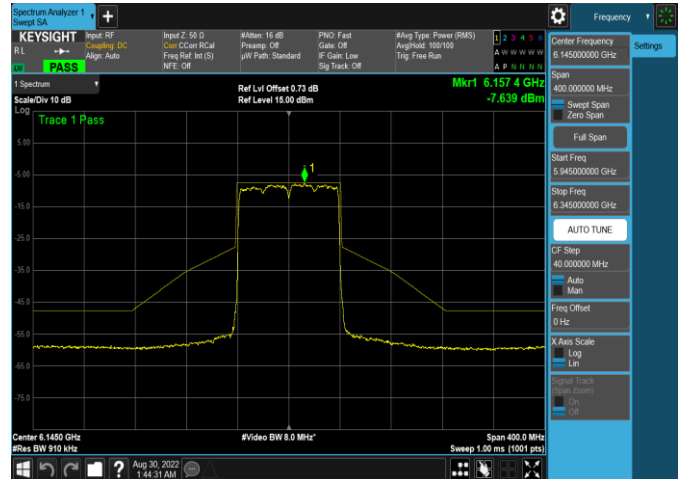 Spectrum Analyzer 1
Swept SA
Frequency
KEYSIGHT
R L
LW PASS
Input: RF
Coupling: DC
Align: Auto
Input Z: 50 Ω
Corr CCorr RCal
Freq Ref: Int (S)
NFE: Off
#Atten: 16 dB
Preamp: Off
µW Path: Standard
PNO: Fast
Gate: Off
IF Gain: Low
Sig Track: Off
#Avg Type: Power (RMS)
Avg|Hold: 100/100
Trig: Free Run
1 2 3 4 5 6
A W W W W W
A P N N N N
1 Spectrum
Scale/Div 10 dB
Ref Lvl Offset 0.73 dB
Ref Level 15.00 dBm
Mkr1 6.157 4 GHz
-7.639 dBm
Log
Trace 1 Pass
1
5.00
-5.00
-15.0
-25.0
-35.0
-45.0
-55.0
-65.0
-75.0
Center 6.1450 GHz
#Res BW 910 kHz
#Video BW 8.0 MHz*
Span 400.0 MHz
Sweep 1.00 ms (1001 pts)
Aug 30, 2022
1:44:31 AM
?
Settings
Center Frequency
6.145000000 GHz
Span
400.000000 MHz
Swept Span
Zero Span
Full Span
Start Freq
5.945000000 GHz
Stop Freq
6.345000000 GHz
AUTO TUNE
CF Step
40.000000 MHz
Auto
Man
Freq Offset
0 Hz
X Axis Scale
Log
Lin
Signal Track
(Span Zoom)
On
Off